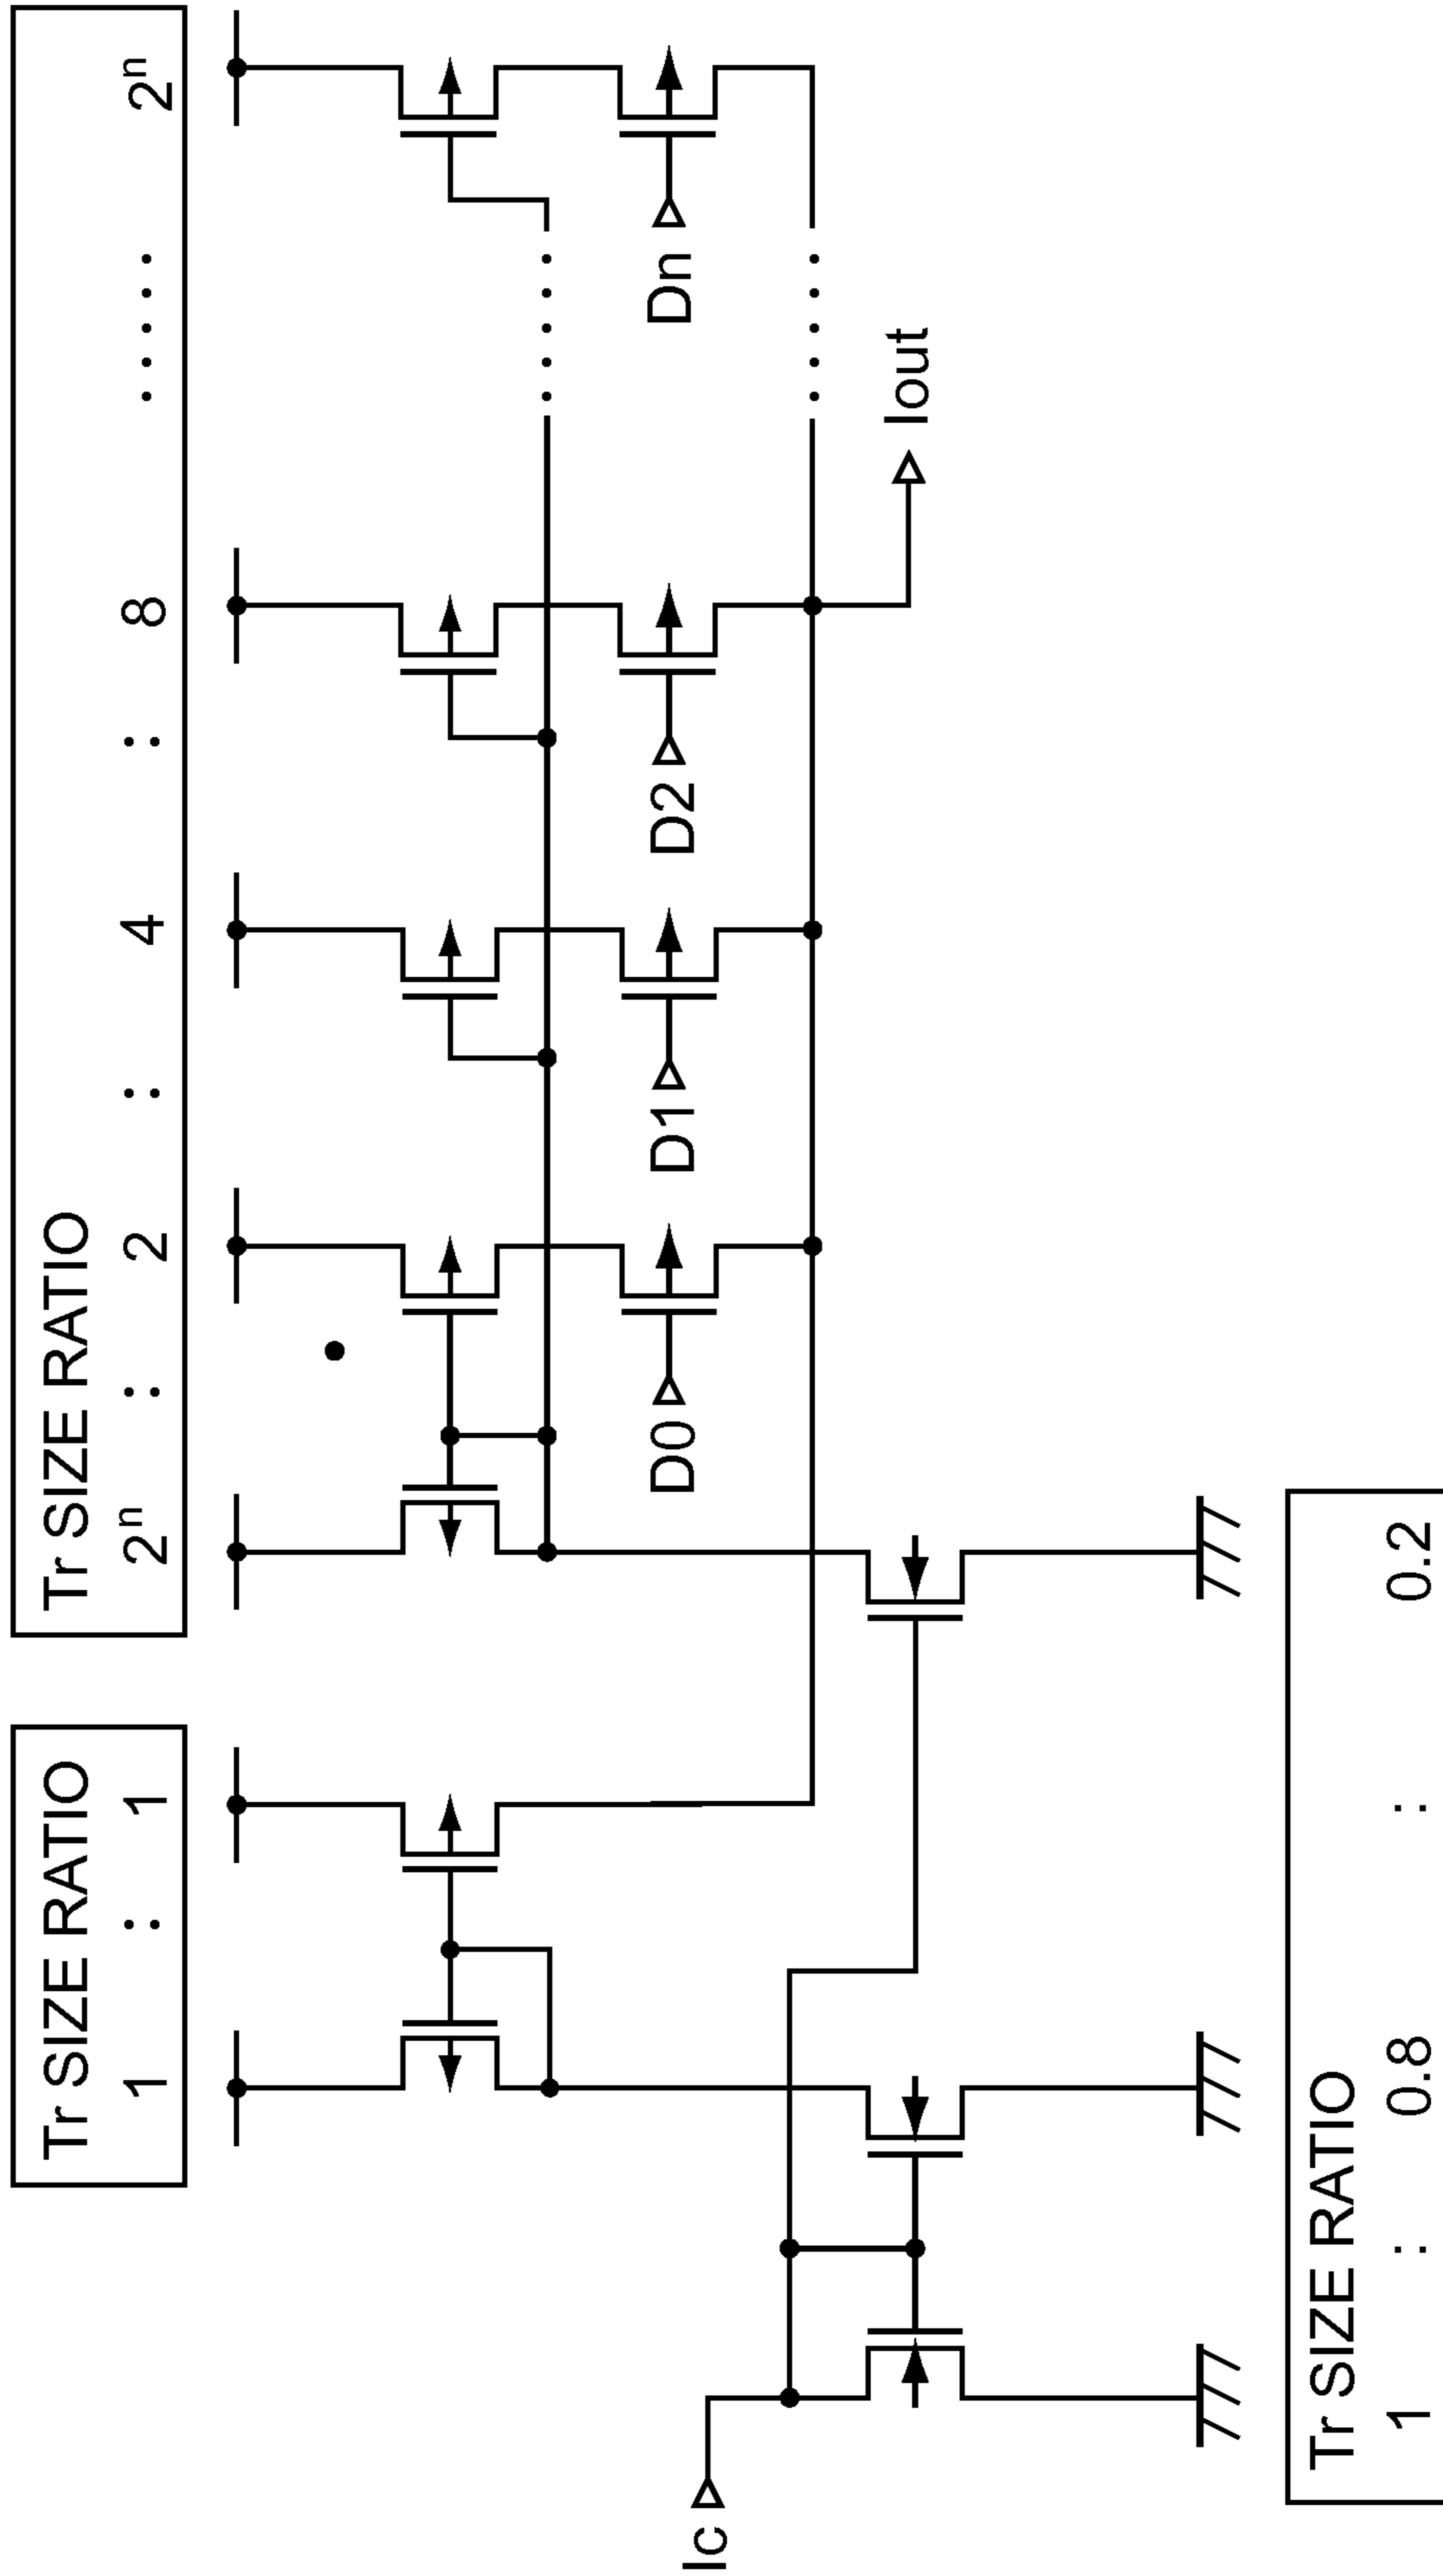 Tr SIZE RATIO
1 : 1
Tr SIZE RATIO
2ⁿ : 2 : 4 : 8 ..... 2ⁿ
D0
D1
D2
Dn
Ic
Iout
Tr SIZE RATIO
1 : 0.8 : 0.2